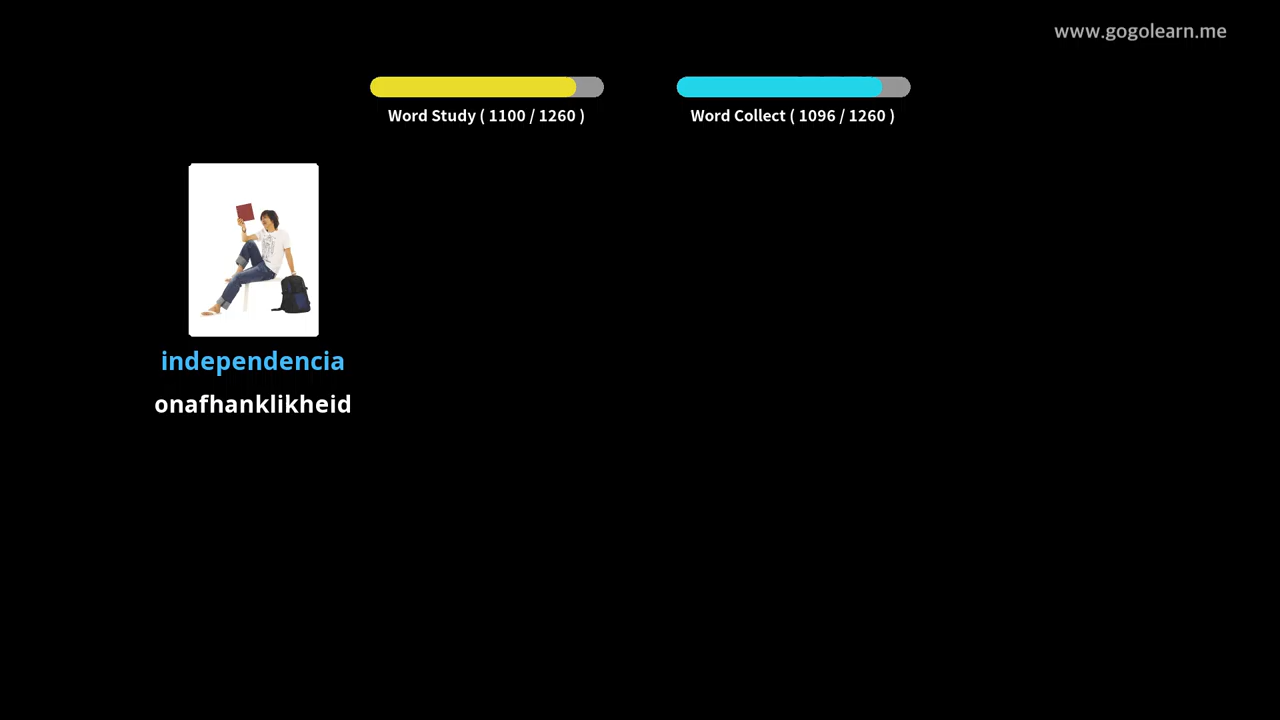 www.gogolearn.me
Word Study ( 1100 / 1260 )
Word Collect ( 1096 / 1260 )
independencia
onafhanklikheid